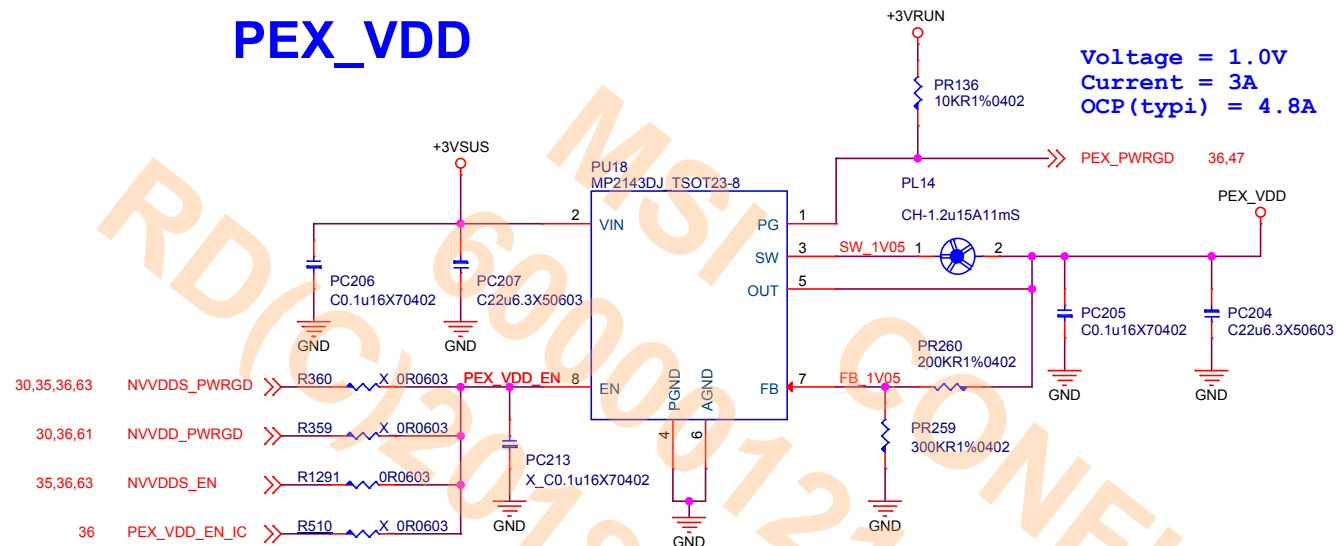 PEX_VDD
+3VRUN
Voltage = 1.0V
Current = 3A
OCP(typi) = 4.8A
PR136
10KR1%0402
+3VSUS
PU18
MP2143DJ_TSOT23-8
PEX_PWRGD 36,47
PL14
CH-1.2u15A11mS
PEX_VDD
2 VIN
PG 1
SW 3 SW_1V05 1 2
OUT 5
PC206
C0.1u16X70402
PC207
C22u6.3X50603
PC205
C0.1u16X70402
PC204
C22u6.3X50603
GND
GND
GND
GND
PR260
200KR1%0402
30,35,36,63 NVVDDS_PWRGD R360 X_0R0603 PEX_VDD_EN 8 EN
FB 7 FB_1V05
PGND
AGND
4
6
30,36,61 NVVDD_PWRGD R359 X_0R0603
PR259
300KR1%0402
PC213
X_C0.1u16X70402
35,36,63 NVVDDS_EN R1291 0R0603
GND
GND
GND
36 PEX_VDD_EN_IC R510 X_0R0603
MSI CONF
6000012
RD(C)201